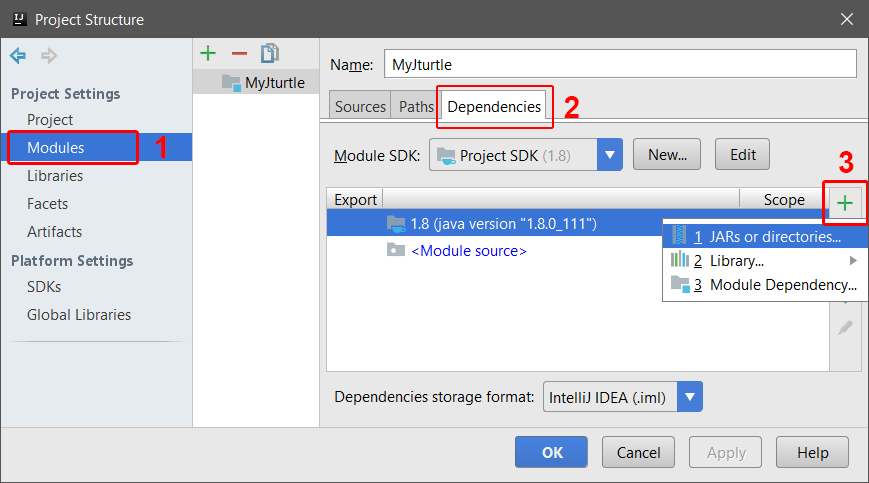 Project Structure
Project Settings
Project
Modules
1
Libraries
Facets
Artifacts
Platform Settings
SDKs
Global Libraries
MyJturtle
Name: MyJturtle
Sources Paths Dependencies 2
Module SDK: Project SDK (1.8) New... Edit
3
Export Scope
1.8 (java version "1.8.0_111")
<Module source>
1 JARs or directories...
2 Library...
3 Module Dependency...
Dependencies storage format: IntelliJ IDEA (.iml)
OK Cancel Apply Help